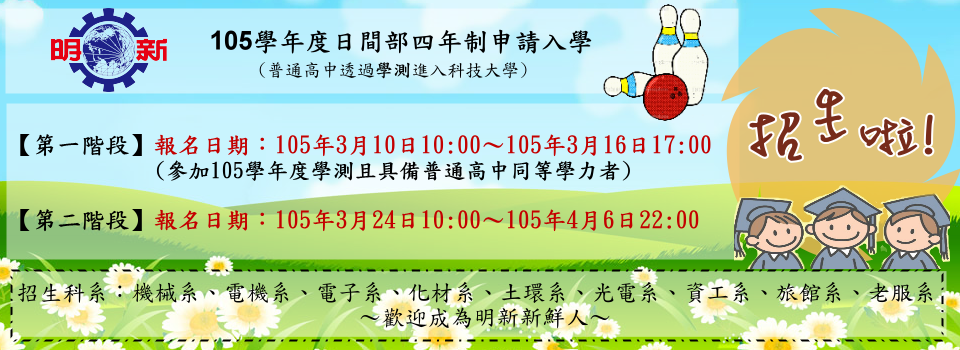 明新
105學年度日間部四年制申請入學
(普通高中透過學測進入科技大學)
招生啦!
【第一階段】報名日期：105年3月10日10:00～105年3月16日17:00
(參加105學年度學測且具備普通高中同等學力者)
【第二階段】報名日期：105年3月24日10:00～105年4月6日22:00
招生科系：機械系、電機系、電子系、化材系、土環系、光電系、資工系、旅館系、老服系
～歡迎成為明新新鮮人～